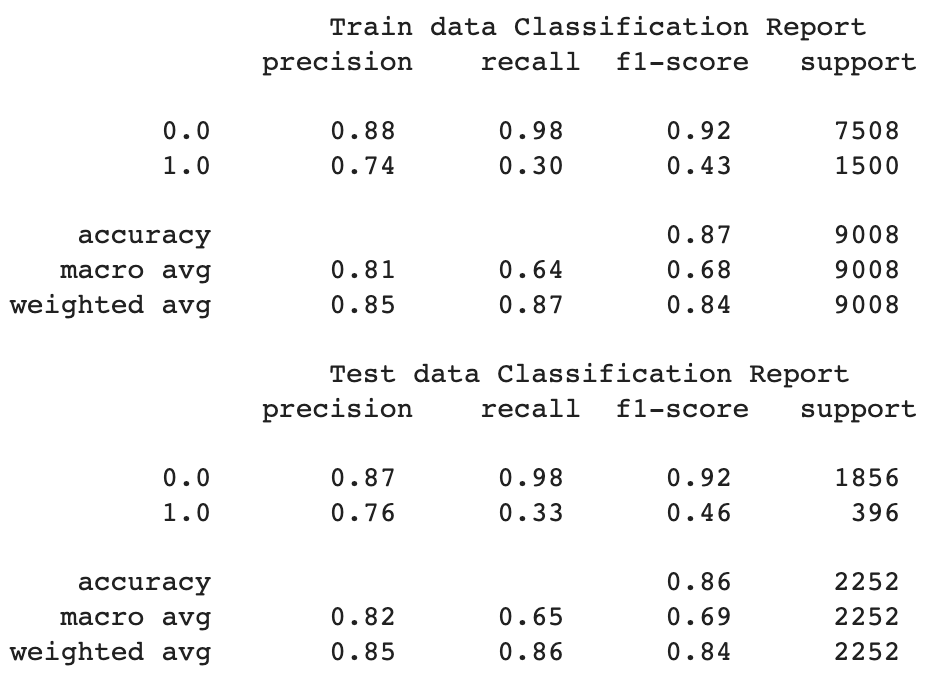 Train data Classification Report
precision recall f1-score support
0.0 0.88 0.98 0.92 7508
1.0 0.74 0.30 0.43 1500
accuracy 0.87 9008
macro avg 0.81 0.64 0.68 9008
weighted avg 0.85 0.87 0.84 9008
Test data Classification Report
precision recall f1-score support
0.0 0.87 0.98 0.92 1856
1.0 0.76 0.33 0.46 396
accuracy 0.86 2252
macro avg 0.82 0.65 0.69 2252
weighted avg 0.85 0.86 0.84 2252